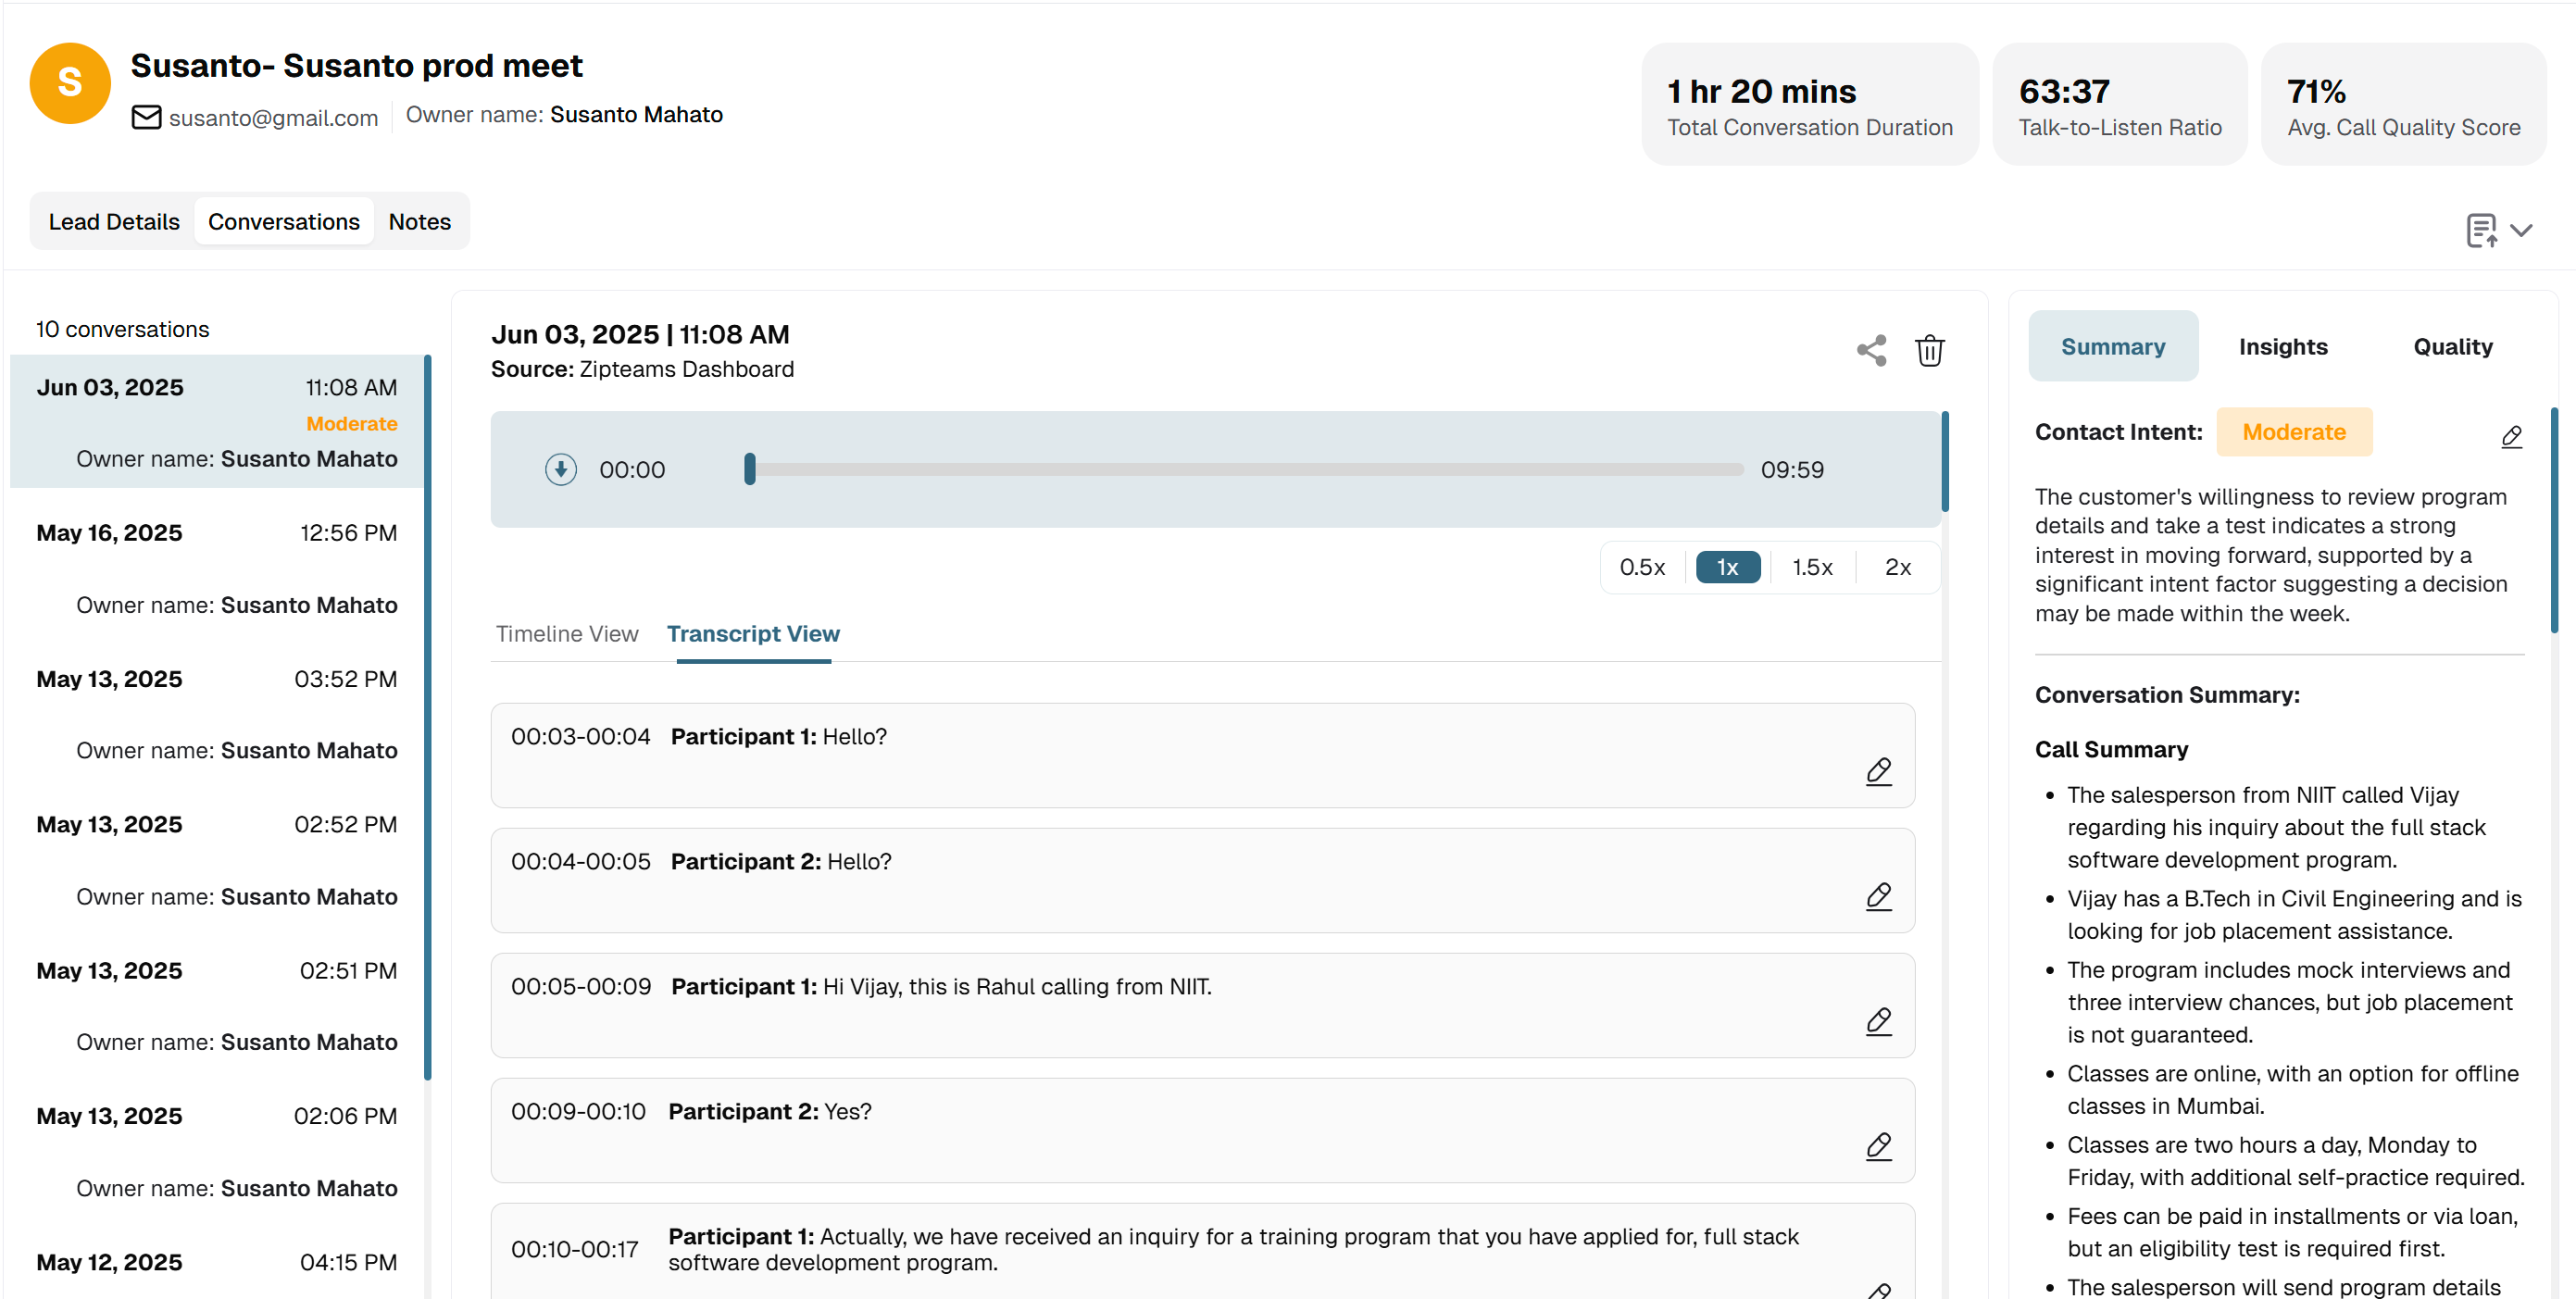 S
Susanto- Susanto prod meet
susanto@gmail.com
Owner name: Susanto Mahato
1 hr 20 mins
Total Conversation Duration
63:37
Talk-to-Listen Ratio
71%
Avg. Call Quality Score
Lead Details
Conversations
Notes
10 conversations
Jun 03, 2025 11:08 AM
Moderate
Owner name: Susanto Mahato
May 16, 2025 12:56 PM
Owner name: Susanto Mahato
May 13, 2025 03:52 PM
Owner name: Susanto Mahato
May 13, 2025 02:52 PM
Owner name: Susanto Mahato
May 13, 2025 02:51 PM
Owner name: Susanto Mahato
May 13, 2025 02:06 PM
Owner name: Susanto Mahato
May 12, 2025 04:15 PM
Jun 03, 2025 | 11:08 AM
Source: Zipteams Dashboard
00:00
09:59
0.5x
1x
1.5x
2x
Timeline View
Transcript View
00:03-00:04 Participant 1: Hello?
00:04-00:05 Participant 2: Hello?
00:05-00:09 Participant 1: Hi Vijay, this is Rahul calling from NIIT.
00:09-00:10 Participant 2: Yes?
00:10-00:17 Participant 1: Actually, we have received an inquiry for a training program that you have applied for, full stack
software development program.
Summary
Insights
Quality
Contact Intent: Moderate
The customer's willingness to review program
details and take a test indicates a strong
interest in moving forward, supported by a
significant intent factor suggesting a decision
may be made within the week.
Conversation Summary:
Call Summary
• The salesperson from NIIT called Vijay
regarding his inquiry about the full stack
software development program.
• Vijay has a B.Tech in Civil Engineering and is
looking for job placement assistance.
• The program includes mock interviews and
three interview chances, but job placement
is not guaranteed.
• Classes are online, with an option for offline
classes in Mumbai.
• Classes are two hours a day, Monday to
Friday, with additional self-practice required.
• Fees can be paid in installments or via loan,
but an eligibility test is required first.
• The salesperson will send program details